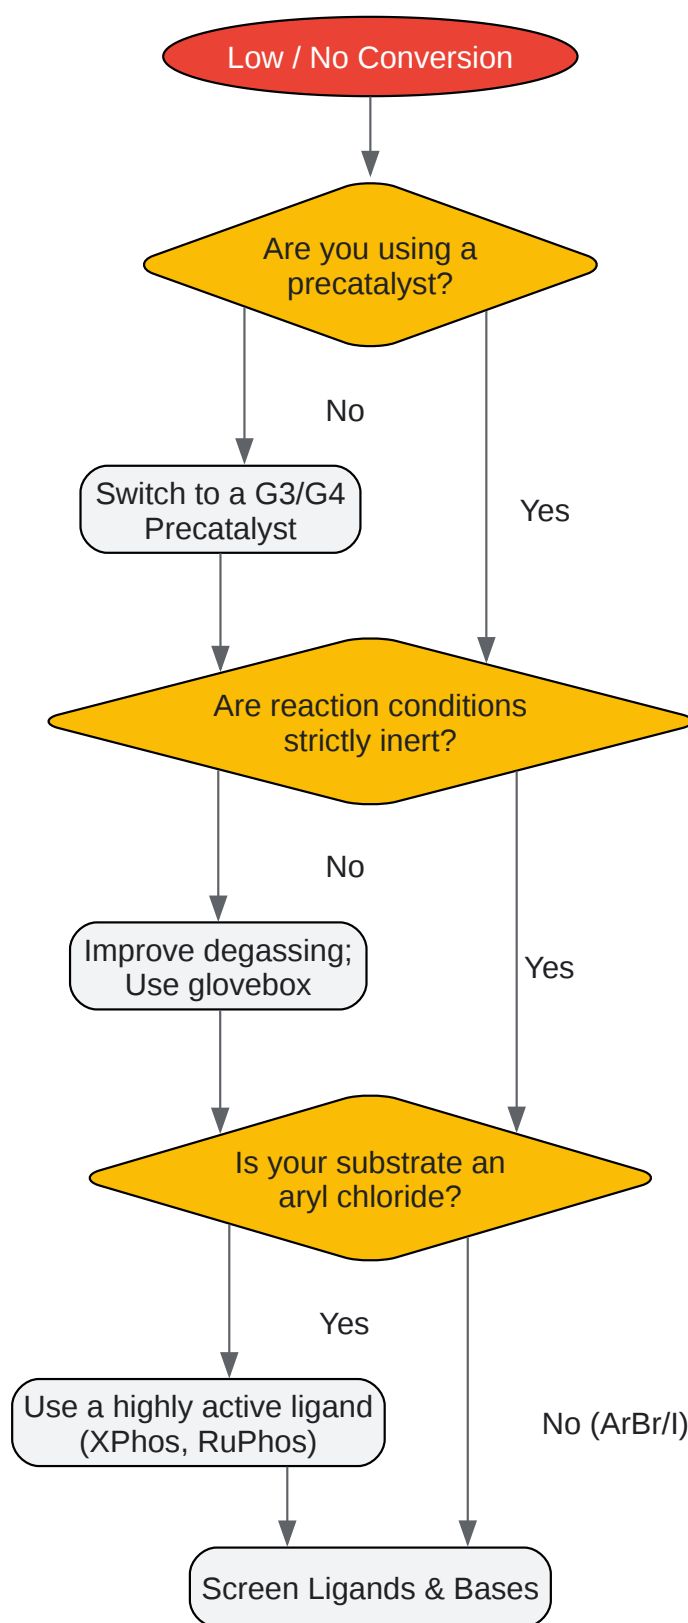 Low / No Conversion
Are you using a
precatalyst?
No
Switch to a G3/G4
Precatalyst
Yes
Are reaction conditions
strictly inert?
No
Improve degassing;
Use glovebox
Yes
Is your substrate an
aryl chloride?
Yes
Use a highly active ligand
(XPhos, RuPhos)
No (ArBr/I)
Screen Ligands & Bases